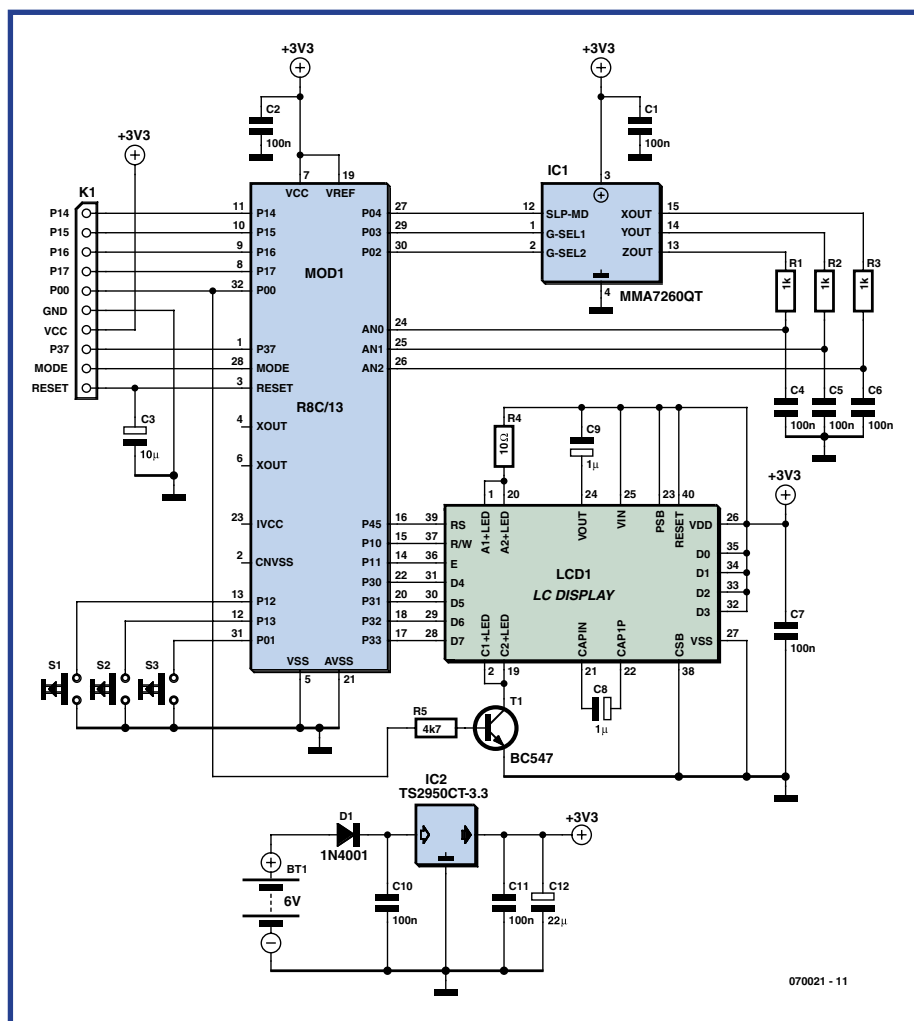 +3V3
+3V3
C2
100n
C1
100n
+3V3
K1
P14
P15
P16
P17
P00
GND
VCC
P37
MODE
RESET
C3
10μ
11
10
9
8
32
1
28
3
4
6
23
2
13
12
31
7
19
VCC
VREF
P14
P15
P16
P17
P00
P37
MODE
RESET
XOUT
XOUT
IVCC
CNVSS
P12
P13
P01
MOD1
R8C/13
P04
P03
P02
AN0
AN1
AN2
P45
P10
P11
P30
P31
P32
P33
VSS
AVSS
5
21
27
29
30
24
25
26
16
15
14
22
20
18
17
IC1
3
12
1
2
SLP-MD
G-SEL1
G-SEL2
XOUT
YOUT
ZOUT
15
14
13
4
MMA7260QT
R1
1k
R2
1k
R3
1k
C4
100n
C5
100n
C6
100n
R4
10Ω
C9
1μ
1
20
24
25
23
40
A1+LED
A2+LED
VOUT
VIN
PSB
RESET
39
37
36
31
30
29
28
RS
R/W
E
D4
D5
D6
D7
LCD1
LC DISPLAY
VDD
D0
D1
D2
D3
VSS
26
35
34
33
32
27
C1+LED
C2+LED
CAPIN
CAP1P
CSB
2
19
21
22
38
C8
1μ
+3V3
C7
100n
S1
S2
S3
R5
4k7
T1
BC547
IC2
TS2950CT-3.3
D1
1N4001
+3V3
BT1
6V
C10
100n
C11
100n
C12
22μ
070021 - 11